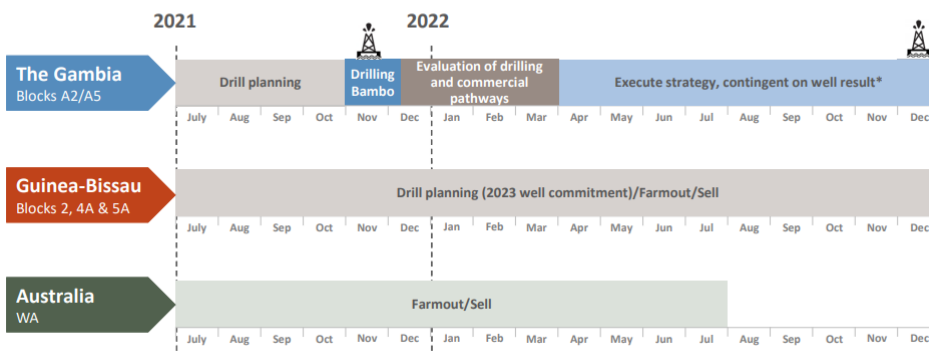 2021
2022
The Gambia
Blocks A2/A5
Drill planning
Drilling
Bambo
Evaluation of drilling
and commercial
pathways
Execute strategy, contingent on well result*
July Aug Sep Oct Nov Dec Jan Feb Mar Apr May Jun Jul Aug Sep Oct Nov Dec
Guinea-Bissau
Blocks 2, 4A & 5A
Drill planning (2023 well commitment)/Farmout/Sell
July Aug Sep Oct Nov Dec Jan Feb Mar Apr May Jun Jul Aug Sep Oct Nov Dec
Australia
WA
Farmout/Sell
July Aug Sep Oct Nov Dec Jan Feb Mar Apr May Jun Jul Aug Sep Oct Nov Dec